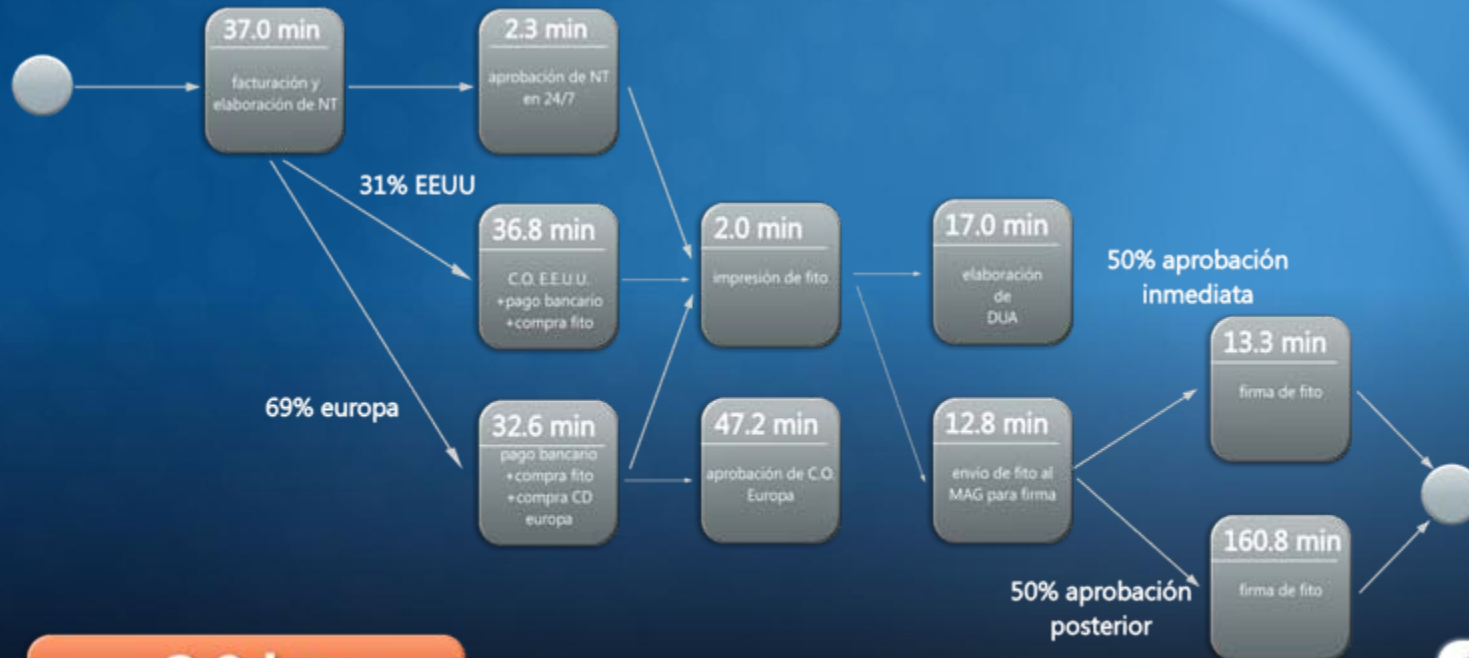 37.0 min
facturación y
elaboración de NT
2.3 min
aprobación de NT
en 24/7
31% EEUU
36.8 min
C.O. E.E.U.U.
+pago bancario
+compra fito
2.0 min
impresión de fito
17.0 min
elaboración
de
DUA
50% aprobación
inmediata
13.3 min
firma de fito
69% europa
32.6 min
pago bancario
+compra fito
+compra CD
europa
47.2 min
aprobación de C.O.
Europa
12.8 min
envio de fito al
MAG para firma
160.8 min
firma de fito
50% aprobación
posterior